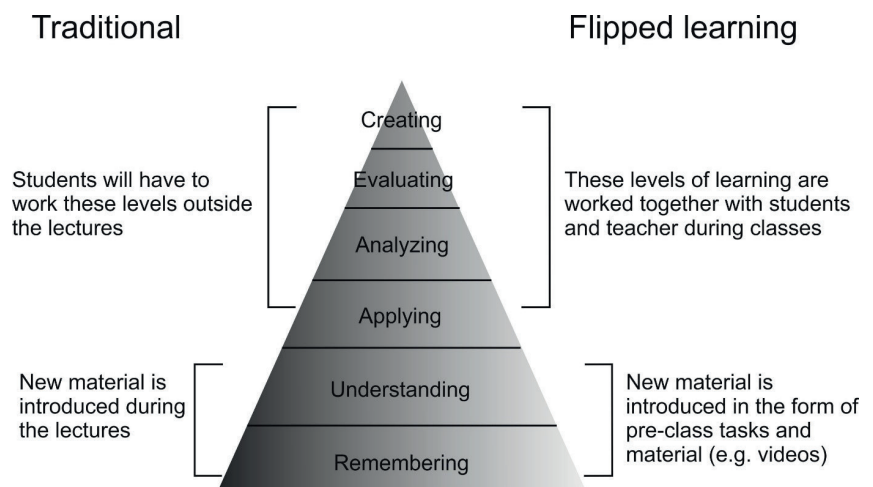 Traditional
Flipped learning
Creating
Evaluating
Analyzing
Applying
Understanding
Remembering
Students will have to
work these levels outside
the lectures
New material is
introduced during
the lectures
These levels of learning are
worked together with students
and teacher during classes
New material is
introduced in the form of
pre-class tasks and
material (e.g. videos)